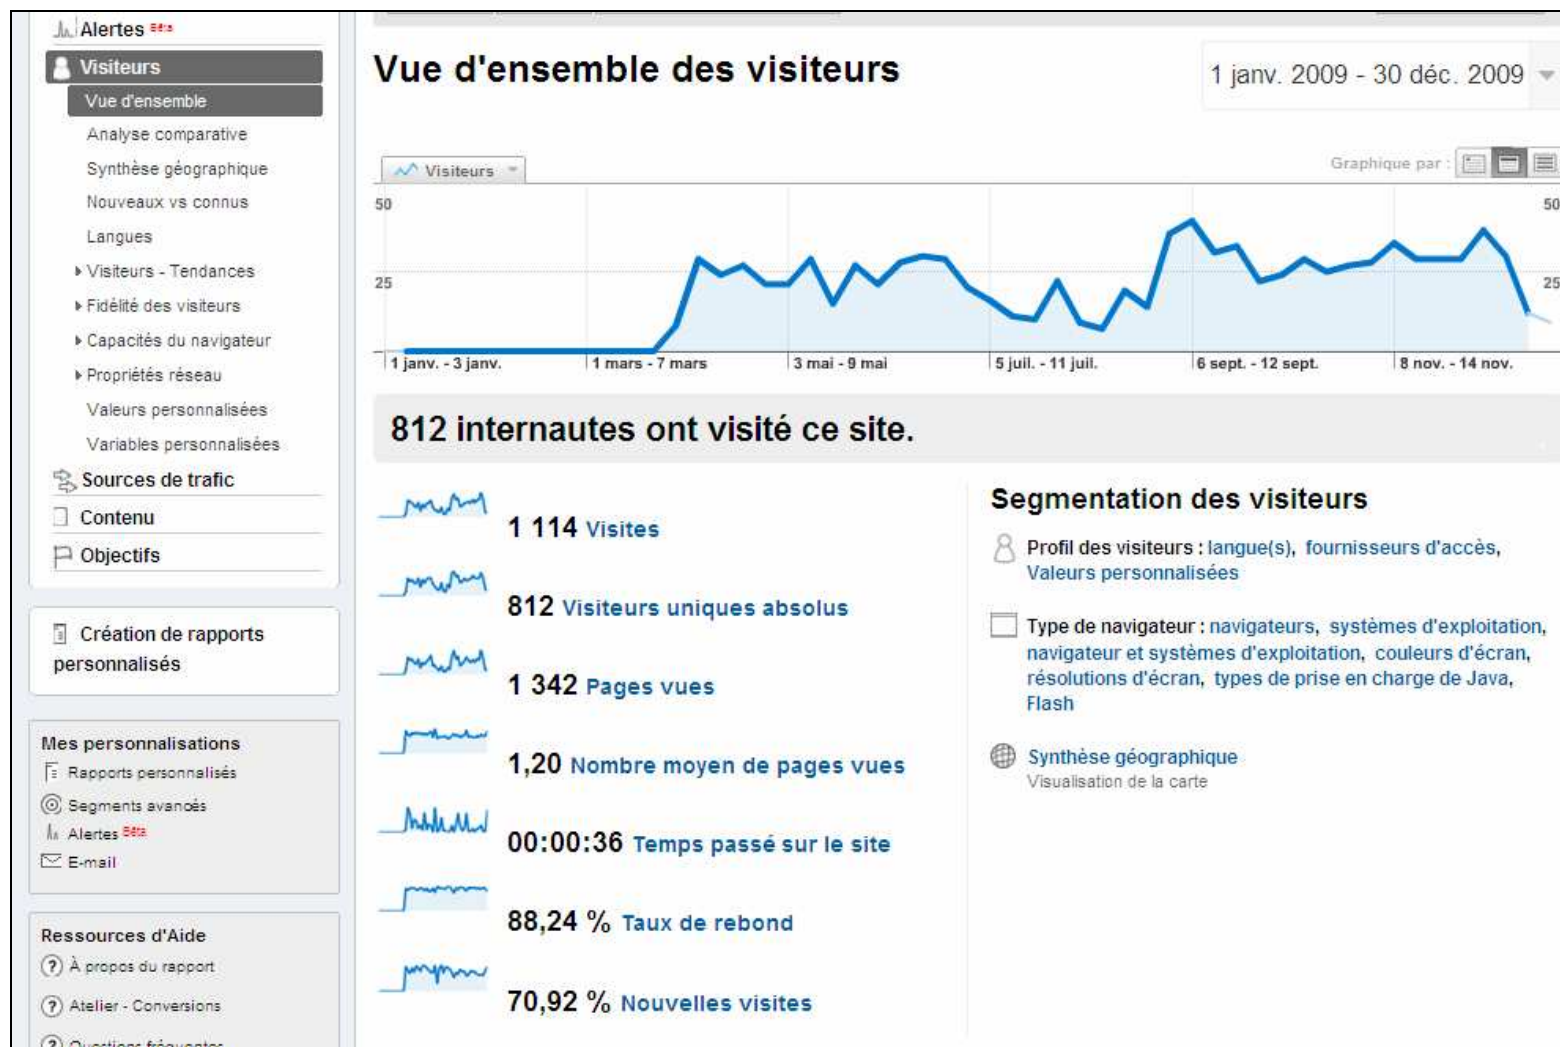 Alertes Bêta
Visiteurs
Vue d'ensemble
Analyse comparative
Synthèse géographique
Nouveaux vs connus
Langues
Visiteurs - Tendances
Fidélité des visiteurs
Capacités du navigateur
Propriétés réseau
Valeurs personnalisées
Variables personnalisées
Sources de trafic
Contenu
Objectifs
Création de rapports
personnalisés
Mes personnalisations
Rapports personnalisés
Segments avancés
Alertes Bêta
E-mail
Ressources d'Aide
À propos du rapport
Atelier - Conversions
Questions fréquentes
Vue d'ensemble des visiteurs
1 janv. 2009 - 30 déc. 2009
Visiteurs
Graphique par :
50 50
25 25
1 janv. - 3 janv. 1 mars - 7 mars 3 mai - 9 mai 5 juil. - 11 juil. 6 sept. - 12 sept. 8 nov. - 14 nov.
812 internautes ont visité ce site.
1 114 Visites
812 Visiteurs uniques absolus
1 342 Pages vues
1,20 Nombre moyen de pages vues
00:00:36 Temps passé sur le site
88,24 % Taux de rebond
70,92 % Nouvelles visites
Segmentation des visiteurs
Profil des visiteurs : langue(s), fournisseurs d'accès,
Valeurs personnalisées
Type de navigateur : navigateurs, systèmes d'exploitation,
navigateur et systèmes d'exploitation, couleurs d'écran,
résolutions d'écran, types de prise en charge de Java,
Flash
Synthèse géographique
Visualisation de la carte